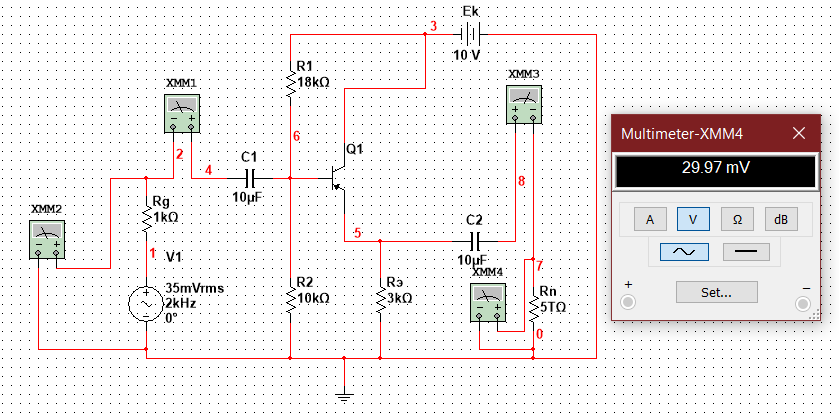 3
Ek
10 V
XMM1
R1
18kΩ
XMM3
Multimeter-XMM4
29.97 mV
A
V
Ω
dB
Set...
+
−
6
Q1
2
4
C1
10µF
8
XMM2
Rg
1kΩ
1
V1
35mVrms
2kHz
0°
5
C2
10µF
XMM4
7
R2
10kΩ
Rэ
3kΩ
Rn
5TΩ
0